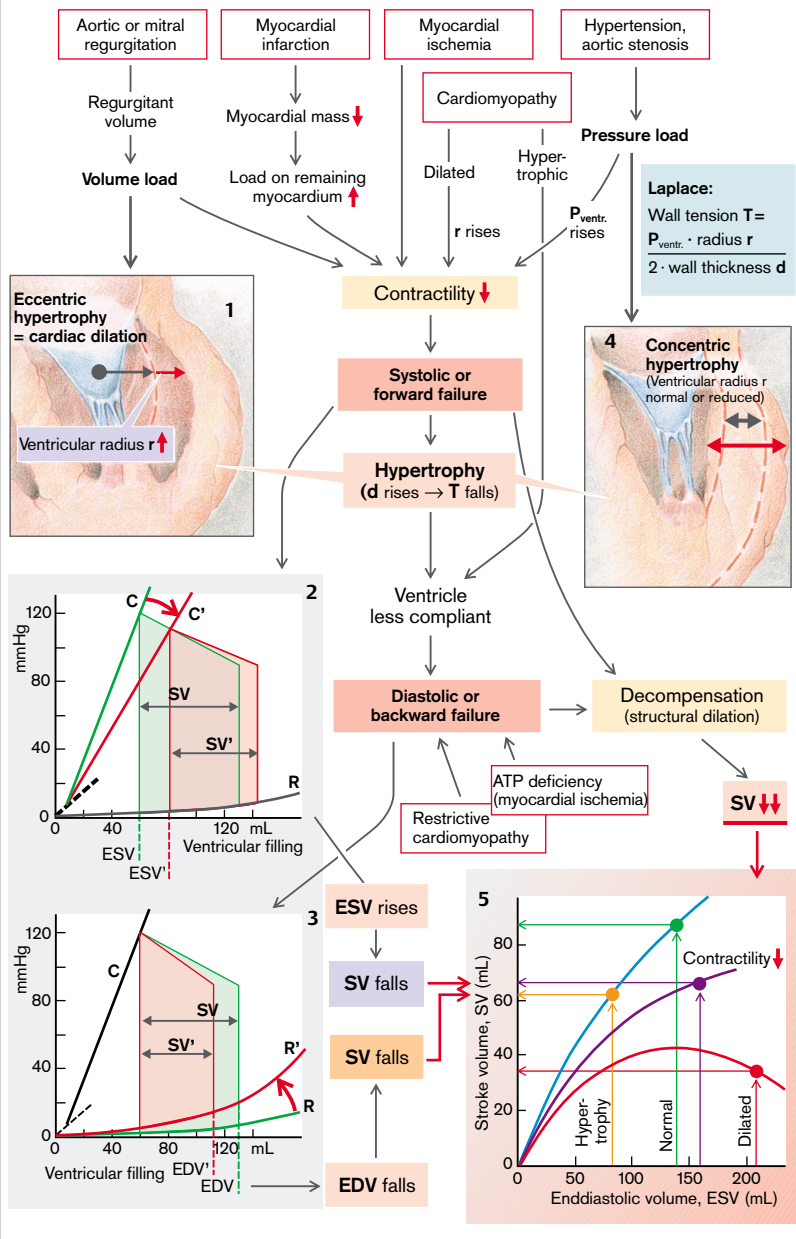 Aortic or mitral
regurgitation
Myocardial
infarction
Myocardial
ischemia
Hypertension,
aortic stenosis
Regurgitant
volume
Myocardial mass
Cardiomyopathy
Pressure load
Volume load
Load on remaining
myocardium
Dilated
Hyper-
trophic
r rises
P ventr.
rises
Laplace:
Wall tension T =
P ventr. · radius r
2 · wall thickness d
Contractility
1
Eccentric
hypertrophy
= cardiac dilation
Ventricular radius r
4
Concentric
hypertrophy
(Ventricular radius r
normal or reduced)
Systolic or
forward failure
Hypertrophy
(d rises → T falls)
Ventricle
less compliant
Diastolic or
backward failure
Decompensation
(structural dilation)
ATP deficiency
(myocardial ischemia)
Restrictive
cardiomyopathy
SV
2
mmHg
120
80
40
0
C
C'
SV
SV'
R
0
40
120
mL
ESV
Ventricular filling
ESV'
3
mmHg
120
80
40
0
C
SV
SV'
R'
R
0
40
80
120
mL
Ventricular filling
EDV'
EDV
ESV rises
SV falls
SV falls
EDV falls
5
Stroke volume, SV (mL)
80
60
40
20
0
Contractility
Hyper-
trophy
Normal
Dilated
0
50
100
150
200
Enddiastolic volume, ESV (mL)